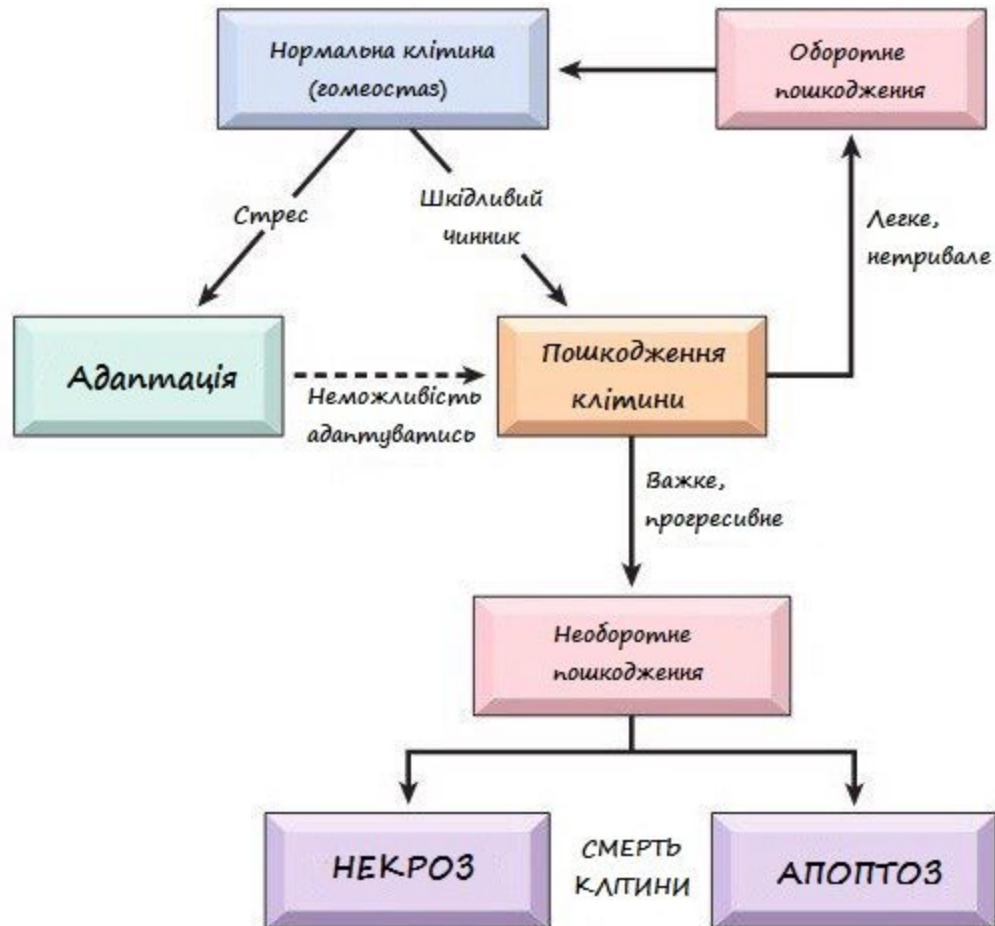 Нормальна клітина
(гомеостаз)
Оборотне
пошкодження
Стрес
Шкідливий
чинник
Легке,
нетривале
Адаптація
Неможливість
адаптуватись
Пошкодження
клітини
Важке,
прогресивне
Необоротне
пошкодження
НЕКРОЗ
СМЕРТЬ
КЛІТИНИ
АПОПТОЗ